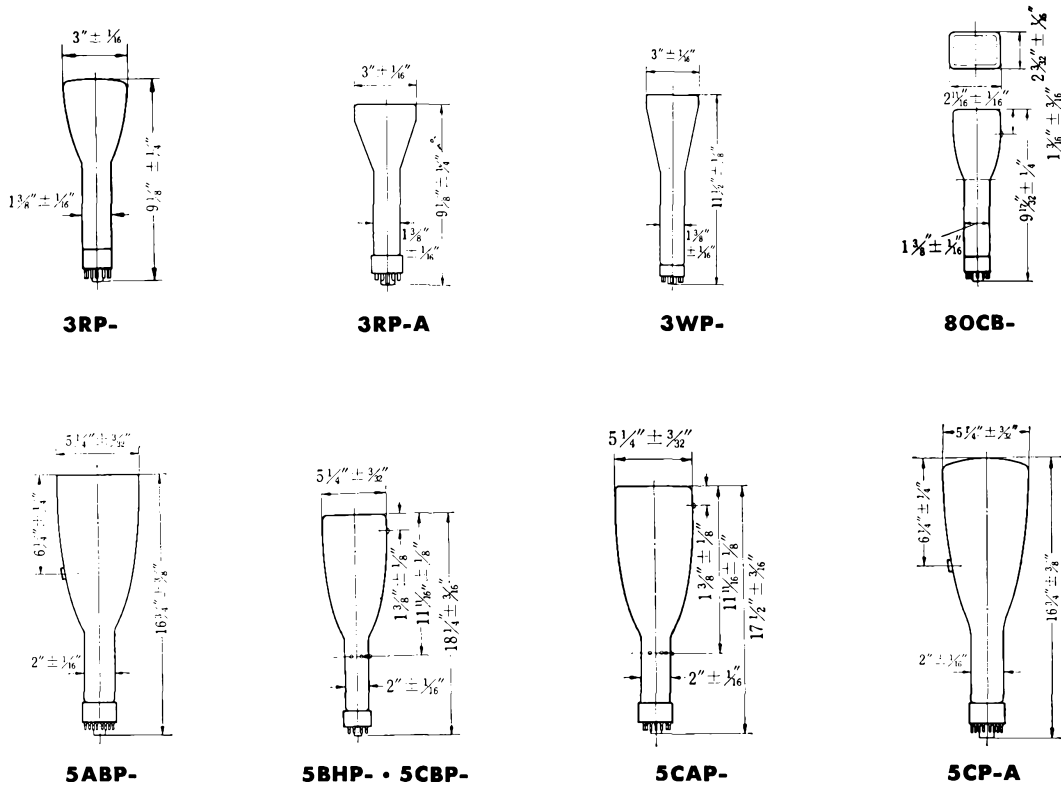 3" ± 1/16
9 1/8" ± 1/4"
1 3/8" ± 1/16"
3RP-
3" ± 1/16"
9 1/8" ± 1/4"
1 3/8"
± 1/16"
3RP-A
3" ± 1/16"
11 1/2" ± 1/8"
1 3/8"
± 1/16"
3WP-
2 3/32" ± 1/16"
2 11/16" ± 1/16"
1 3/16" ± 3/16"
9 17/32" ± 1/4"
1 3/8" ± 1/16"
80CB-
5 1/4" ± 3/32"
6 1/4" ± 1/4"
16 3/4" ± 3/8"
2" ± 1/16"
5ABP-
5 1/4" ± 3/32"
1 3/8" ± 1/8"
11 11/16" ± 1/8"
18 1/4" ± 3/16"
2" ± 1/16"
5BHP- • 5CBP-
5 1/4" ± 3/32"
1 3/8" ± 1/8"
11 11/16" ± 1/8"
17 1/2" ± 3/16"
2" ± 1/16"
5CAP-
5 1/4" ± 3/32"
6 1/4" ± 1/4"
16 3/4" ± 3/8"
2" ± 1/16"
5CP-A